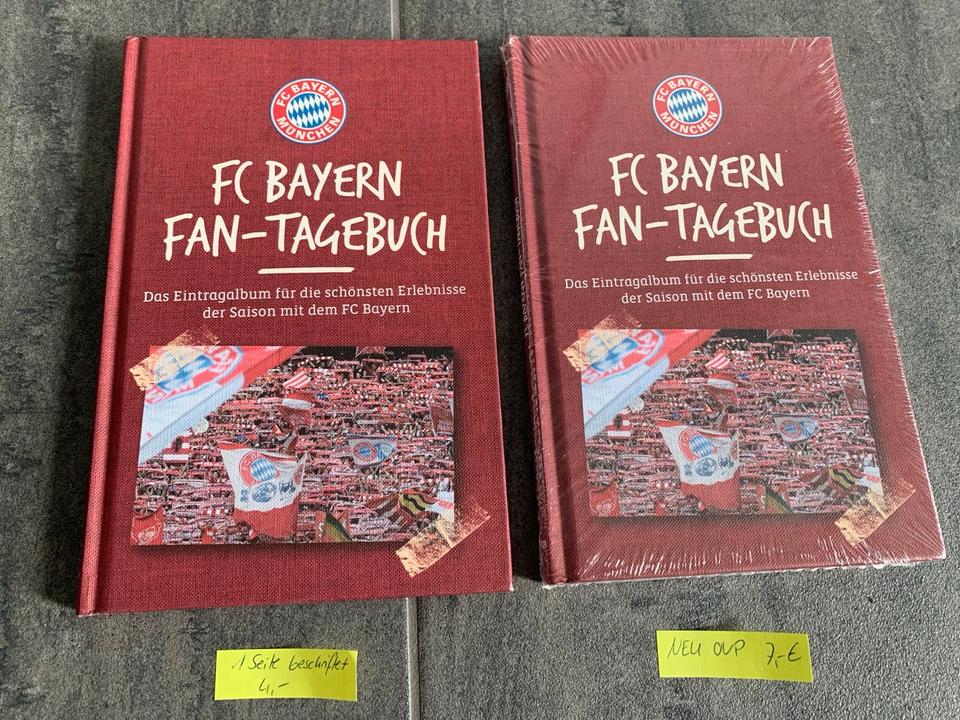 FC BAYERN
MÜNCHEN
FC BAYERN
FAN-TAGEBUCH
Das Eintragalbum für die schönsten Erlebnisse
der Saison mit dem FC Bayern
1 Seite beschriftet
4,-
FC BAYERN
MÜNCHEN
FC BAYERN
FAN-TAGEBUCH
Das Eintragalbum für die schönsten Erlebnisse
der Saison mit dem FC Bayern
NEU OVP 7,-€